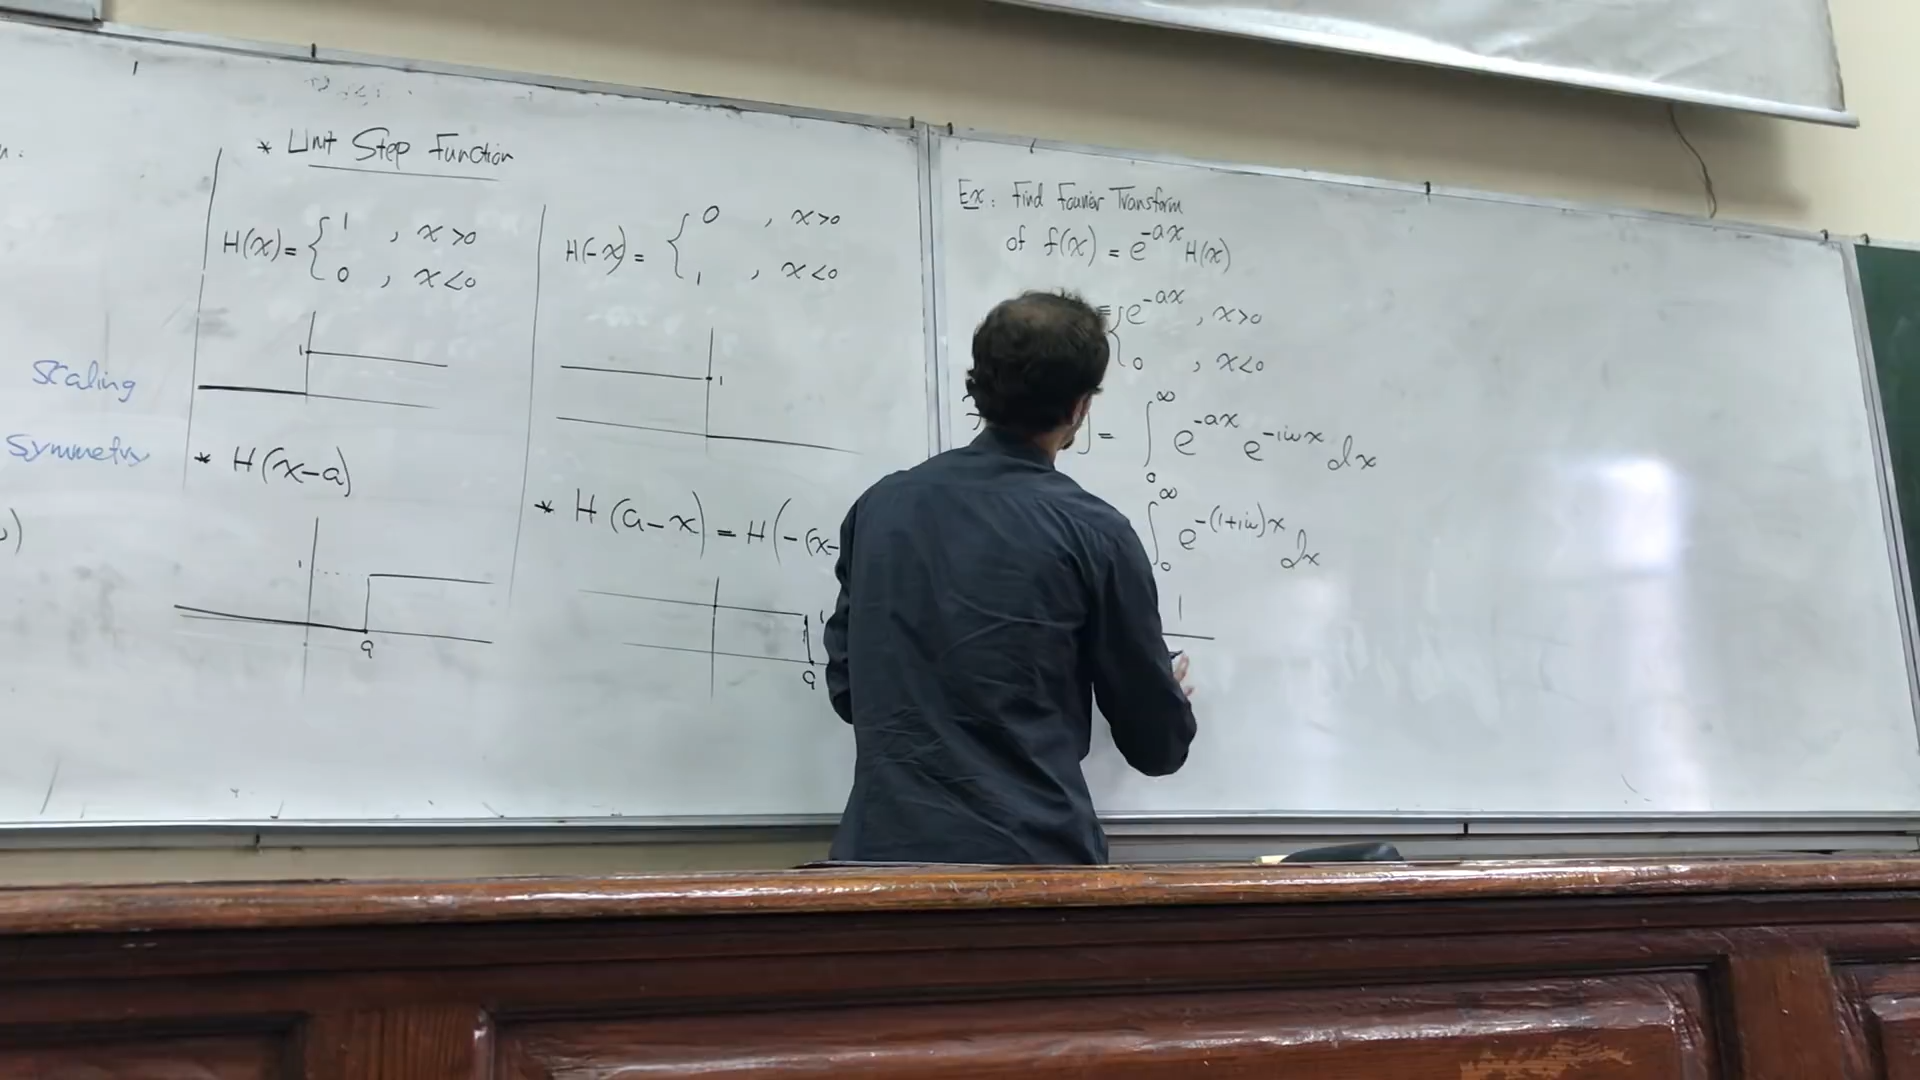 * Unit Step Function
H(x) = { 1 , x>0
0 , x<0
H(-x) = { 0 , x>0
1 , x<0
1
1
Scaling
Symmetry
* H(x-a)
* H(a-x) = H(-(x-
1
a
1
a
Ex: Find Fourier Transform
of f(x) = e^{-ax} H(x)
= { e^{-ax} , x>0
0 , x<0
] = ∫_0^∞ e^{-ax} e^{-iωx} dx
∫_0^∞ e^{-(1+iω)x} dx
1